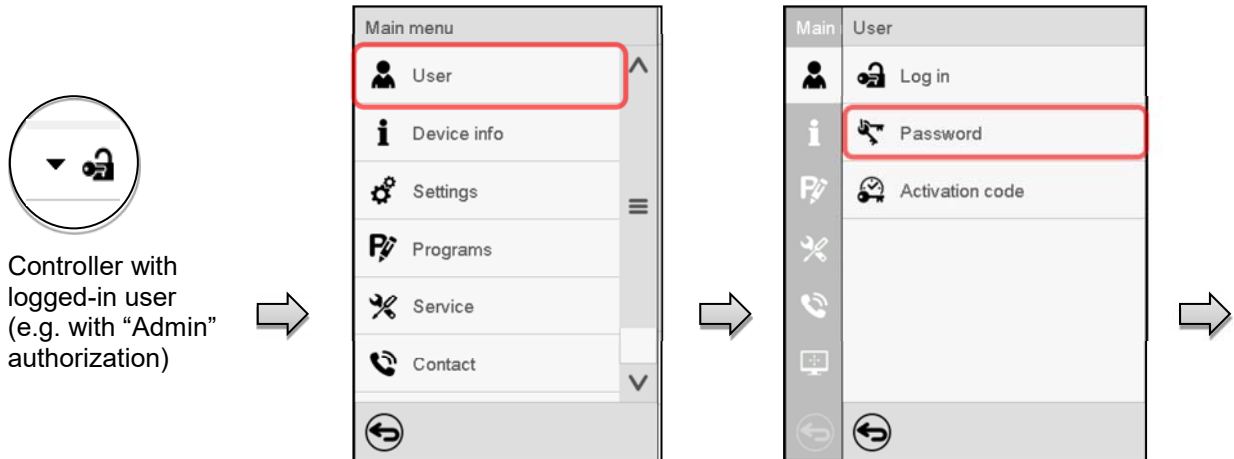 Controller with
logged-in user
(e.g. with “Admin”
authorization)
Main menu
User
Device info
Settings
Programs
Service
Contact
Main
User
Log in
Password
Activation code